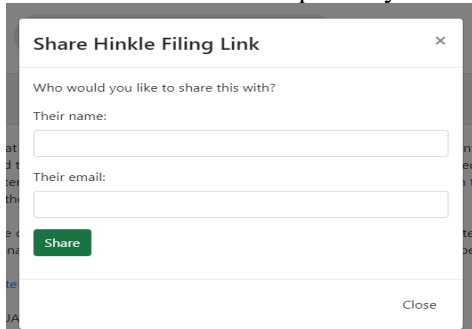 Share Hinkle Filing Link ×
Who would you like to share this with?
Their name:
Their email:
Share
Close